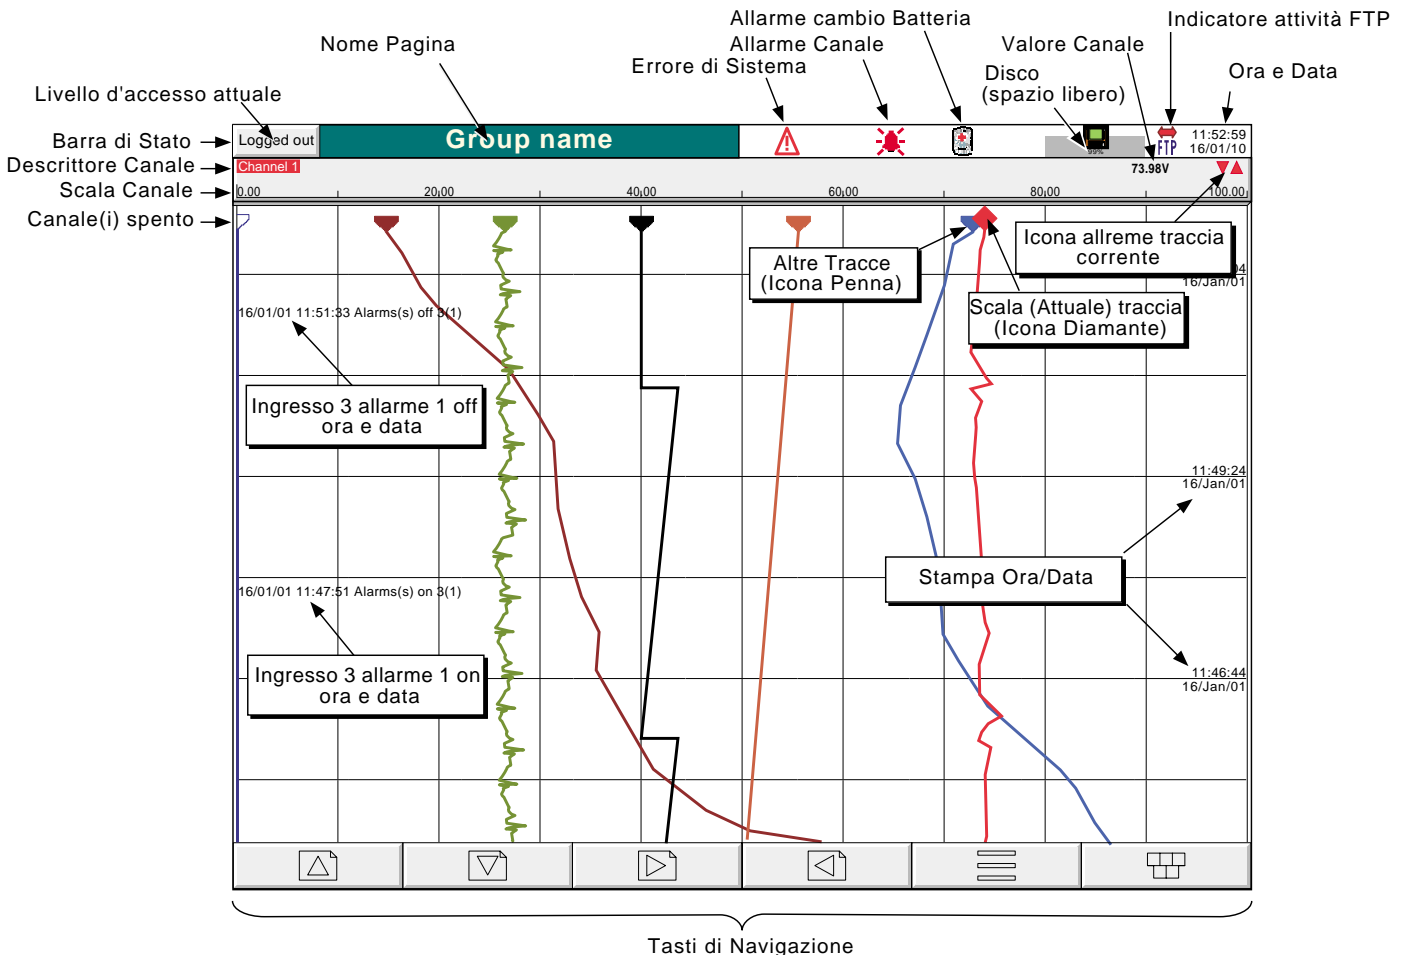 Allarme cambio Batteria
Indicatore attività FTP
Nome Pagina
Allarme Canale
Valore Canale
Errore di Sistema
Disco
(spazio libero)
Ora e Data
Livello d'accesso attuale
Barra di Stato
Logged out
Group name
99%
FTP
11:52:59
16/01/10
Descrittore Canale
Channel 1
73.98V
Scala Canale
0.00
20.00
40.00
60.00
80.00
100.00
Canale(i) spento
Icona allreme traccia
corrente
Altre Tracce
(Icona Penna)
04
16/Jan/01
Scala (Attuale) traccia
(Icona Diamante)
16/01/01 11:51:33 Alarms(s) off 3(1)
Ingresso 3 allarme 1 off
ora e data
11:49:24
16/Jan/01
Stampa Ora/Data
16/01/01 11:47:51 Alarms(s) on 3(1)
Ingresso 3 allarme 1 on
ora e data
11:46:44
16/Jan/01
Tasti di Navigazione